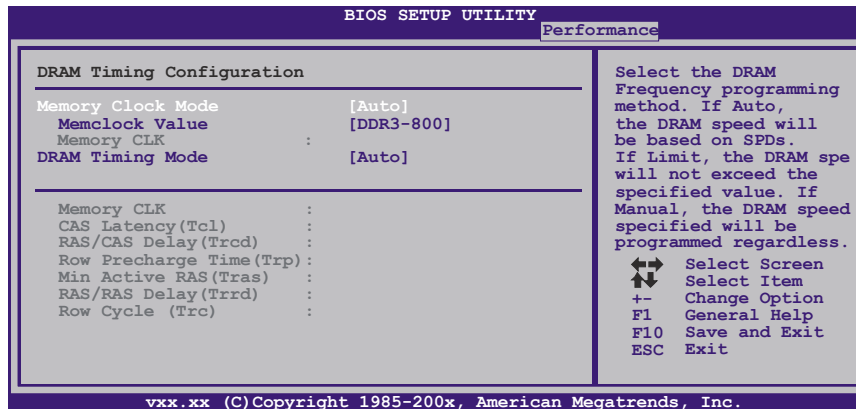 BIOS SETUP UTILITY
Performance
DRAM Timing Configuration
Memory Clock Mode [Auto]
Memclock Value [DDR3-800]
Memory CLK :
DRAM Timing Mode [Auto]
Memory CLK :
CAS Latency(Tcl) :
RAS/CAS Delay(Trcd) :
Row Precharge Time(Trp):
Min Active RAS(Tras) :
RAS/RAS Delay(Trrd) :
Row Cycle (Trc) :
Select the DRAM
Frequency programming
method. If Auto,
the DRAM speed will
be based on SPDs.
If Limit, the DRAM spe
will not exceed the
specified value. If
Manual, the DRAM speed
specified will be
programmed regardless.
Select Screen
Select Item
+- Change Option
F1 General Help
F10 Save and Exit
ESC Exit
vxx.xx (C)Copyright 1985-200x, American Megatrends, Inc.